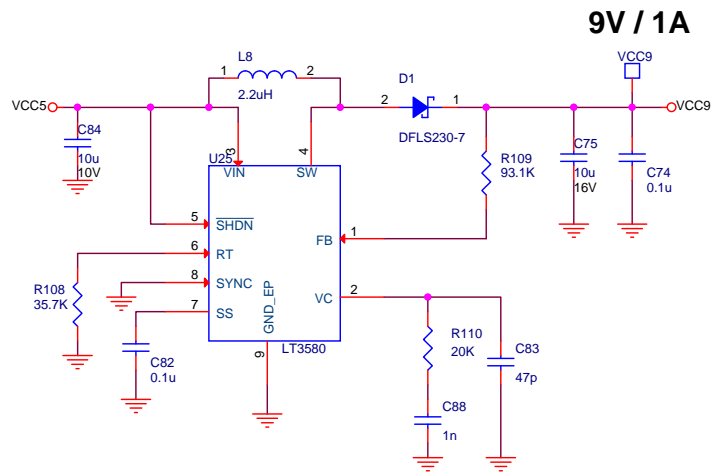 9V / 1A
VCC9
L8
1 2
2.2uH
D1
2 1
DFLS230-7
VCC5
VCC9
C84
10u
10V
U25
3
4
VIN
SW
R109
93.1K
C75
10u
16V
C74
0.1u
5
SHDN
6
RT
8
SYNC
7
SS
FB
1
VC
2
GND_EP
9
LT3580
R108
35.7K
C82
0.1u
R110
20K
C83
47p
C88
1n